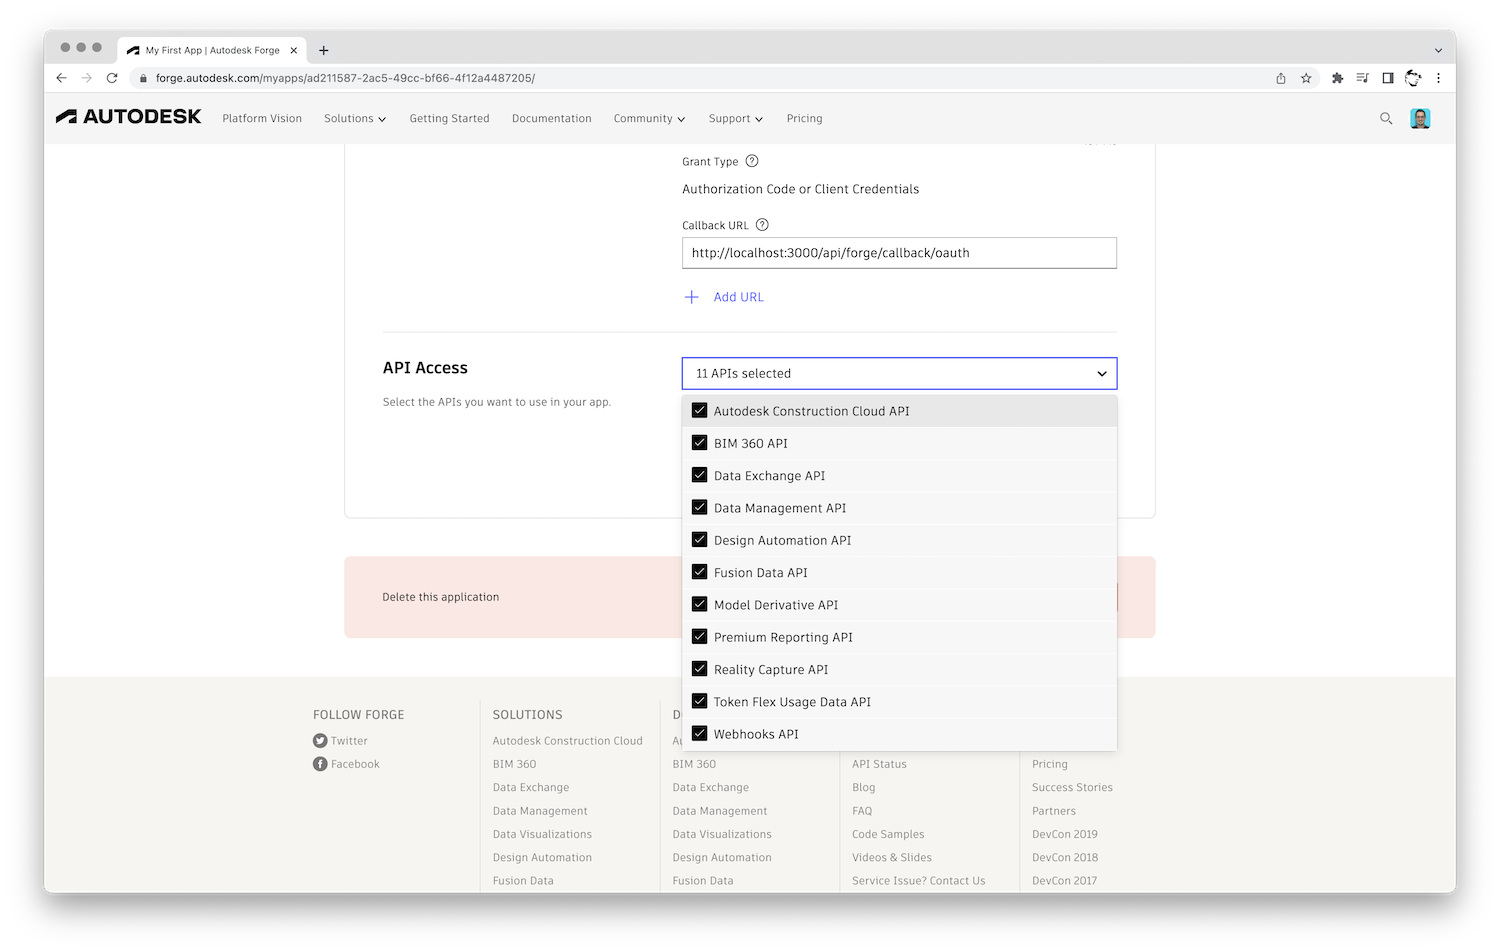 My First App | Autodesk Forge
forge.autodesk.com/myapps/ad211587-2ac5-49cc-bf66-4f12a4487205/
AUTODESK
Platform Vision
Solutions
Getting Started
Documentation
Community
Support
Pricing
Grant Type
Authorization Code or Client Credentials
Callback URL
http://localhost:3000/api/forge/callback/oauth
Add URL
API Access
Select the APIs you want to use in your app.
11 APIs selected
Autodesk Construction Cloud API
BIM 360 API
Data Exchange API
Data Management API
Design Automation API
Fusion Data API
Model Derivative API
Premium Reporting API
Reality Capture API
Token Flex Usage Data API
Webhooks API
Delete this application
FOLLOW FORGE
Twitter
Facebook
SOLUTIONS
Autodesk Construction Cloud
BIM 360
Data Exchange
Data Management
Data Visualizations
Design Automation
Fusion Data
BIM 360
Data Exchange
Data Management
Data Visualizations
Design Automation
Fusion Data
API Status
Blog
FAQ
Code Samples
Videos & Slides
Service Issue? Contact Us
Pricing
Success Stories
Partners
DevCon 2019
DevCon 2018
DevCon 2017